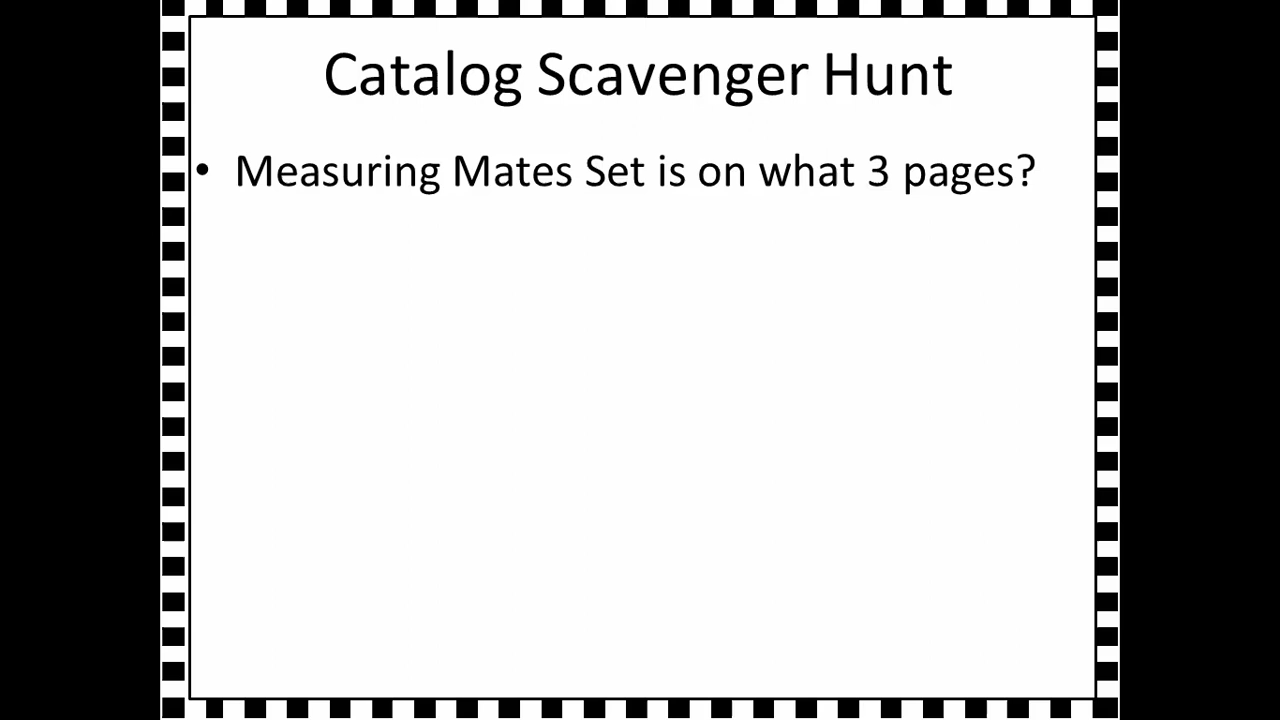 Catalog Scavenger Hunt
• Measuring Mates Set is on what 3 pages?